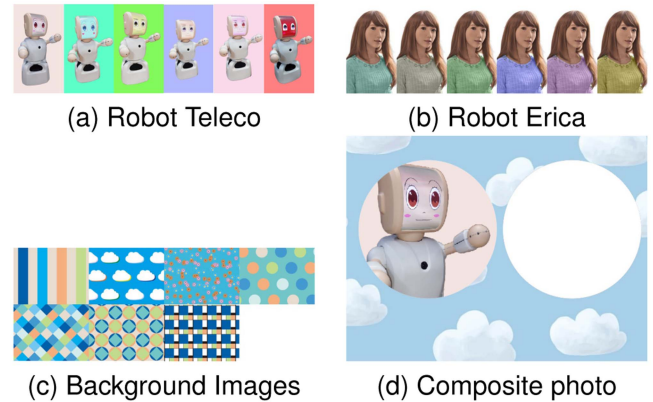 (a) Robot Teleco
(b) Robot Erica
(c) Background Images
(d) Composite photo